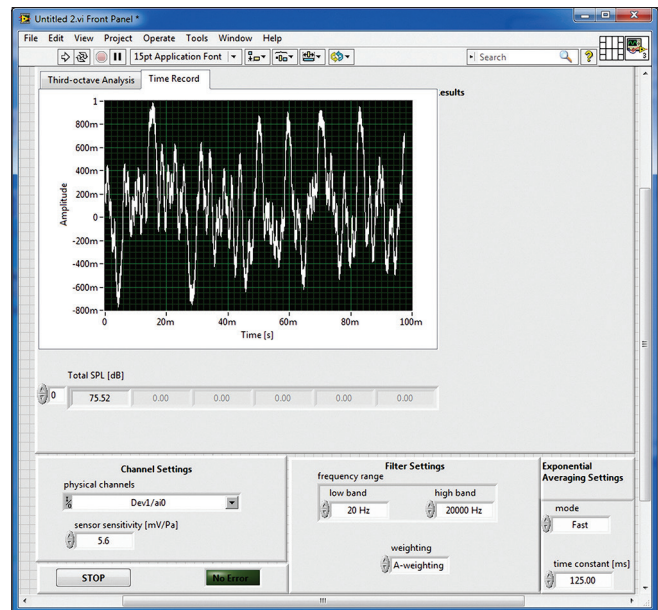 Untitled 2.vi Front Panel *
File Edit View Project Operate Tools Window Help
15pt Application Font Search 3
Third-octave Analysis Time Record
esults
1
800m
600m
400m
200m
0
-200m
-400m
-600m
-800m
Amplitude
0 20m 40m 60m 80m 100m
Time [s]
Total SPL [dB]
0 75.52 0.00 0.00 0.00 0.00 0.00
Channel Settings
physical channels
Dev1/ai0
sensor sensitivity [mV/Pa]
5.6
STOP No Error
Filter Settings
frequency range
low band high band
20 Hz 20000 Hz
weighting
A-weighting
Exponential
Averaging Settings
mode
Fast
time constant [ms]
125.00